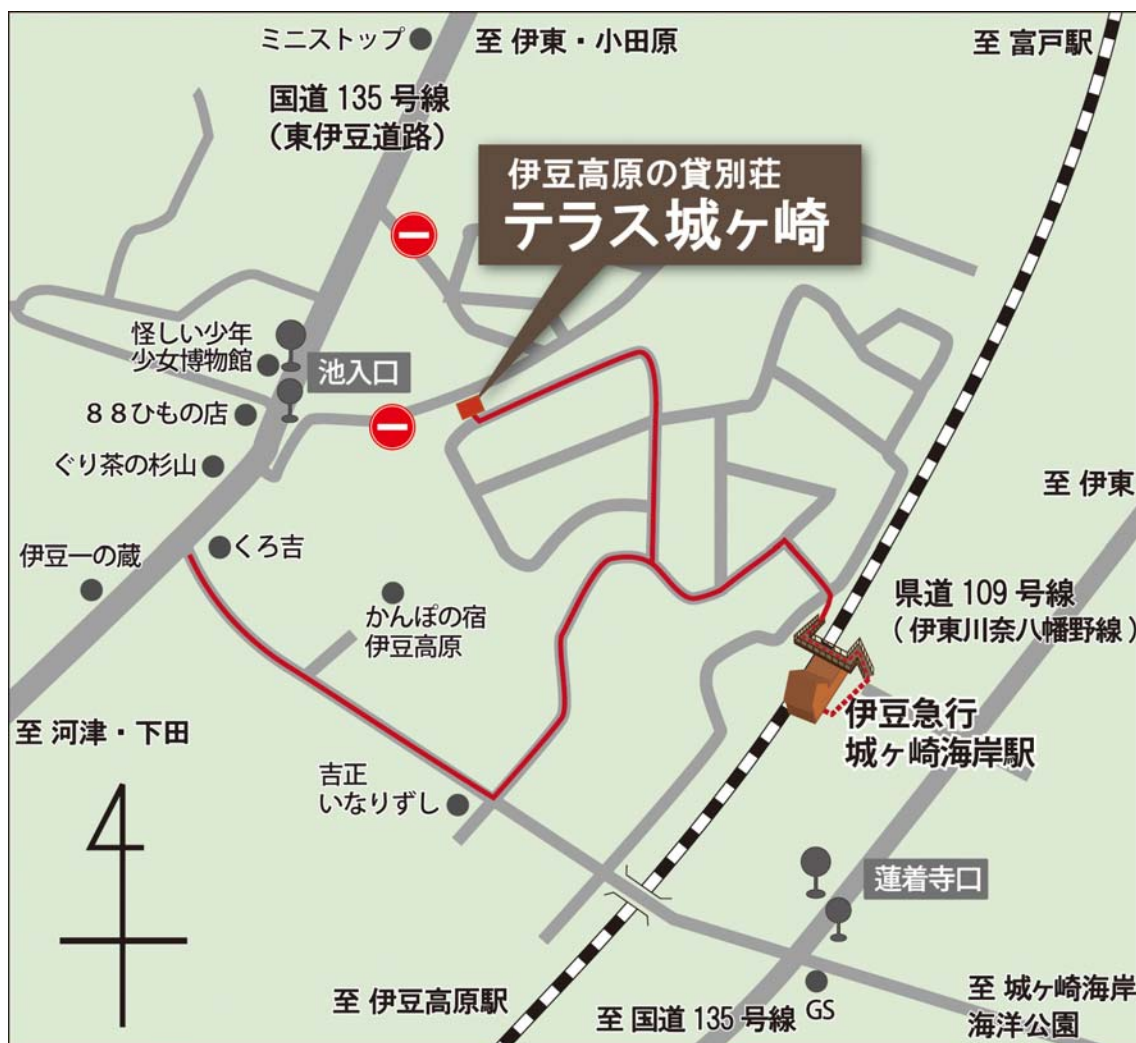 ミニストップ
至 伊東・小田原
至 富戸駅
国道 135 号線
（東伊豆道路）
伊豆高原の貸別荘
テラス城ヶ崎
怪しい少年
少女博物館
池入口
８８ひもの店
ぐり茶の杉山
至 伊東
伊豆一の蔵
くろ吉
かんぽの宿
伊豆高原
県道 109 号線
（伊東川奈八幡野線）
至 河津・下田
伊豆急行
城ヶ崎海岸駅
吉正
いなりずし
蓮着寺口
至 伊豆高原駅
至 国道 135 号線
GS
至 城ヶ崎海岸
海洋公園